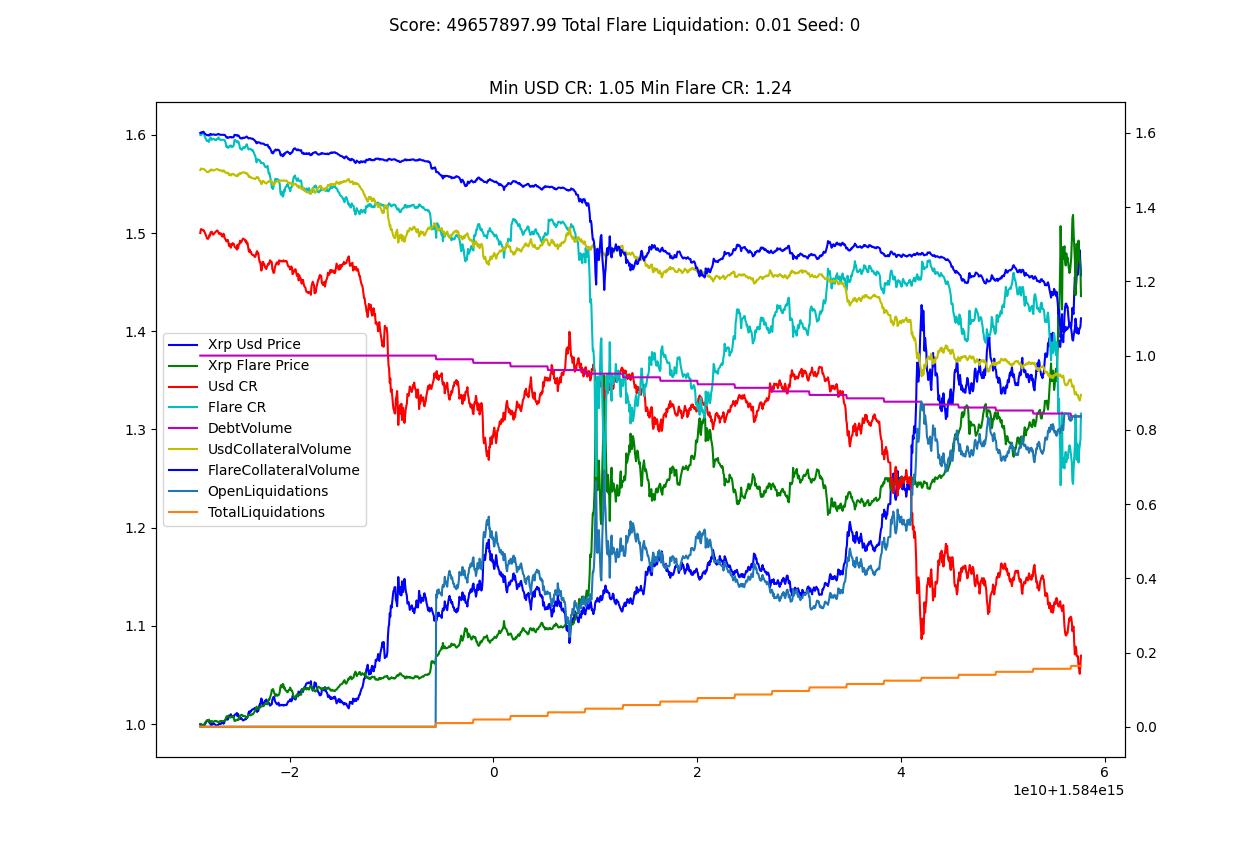 Score: 49657897.99 Total Flare Liquidation: 0.01 Seed: 0
Min USD CR: 1.05 Min Flare CR: 1.24
1.6
1.5
1.4
1.3
1.2
1.1
1.0
1.6
1.4
1.2
1.0
0.8
0.6
0.4
0.2
0.0
Xrp Usd Price
Xrp Flare Price
Usd CR
Flare CR
DebtVolume
UsdCollateralVolume
FlareCollateralVolume
OpenLiquidations
TotalLiquidations
−2 0 2 4 6
1e10+1.584e15